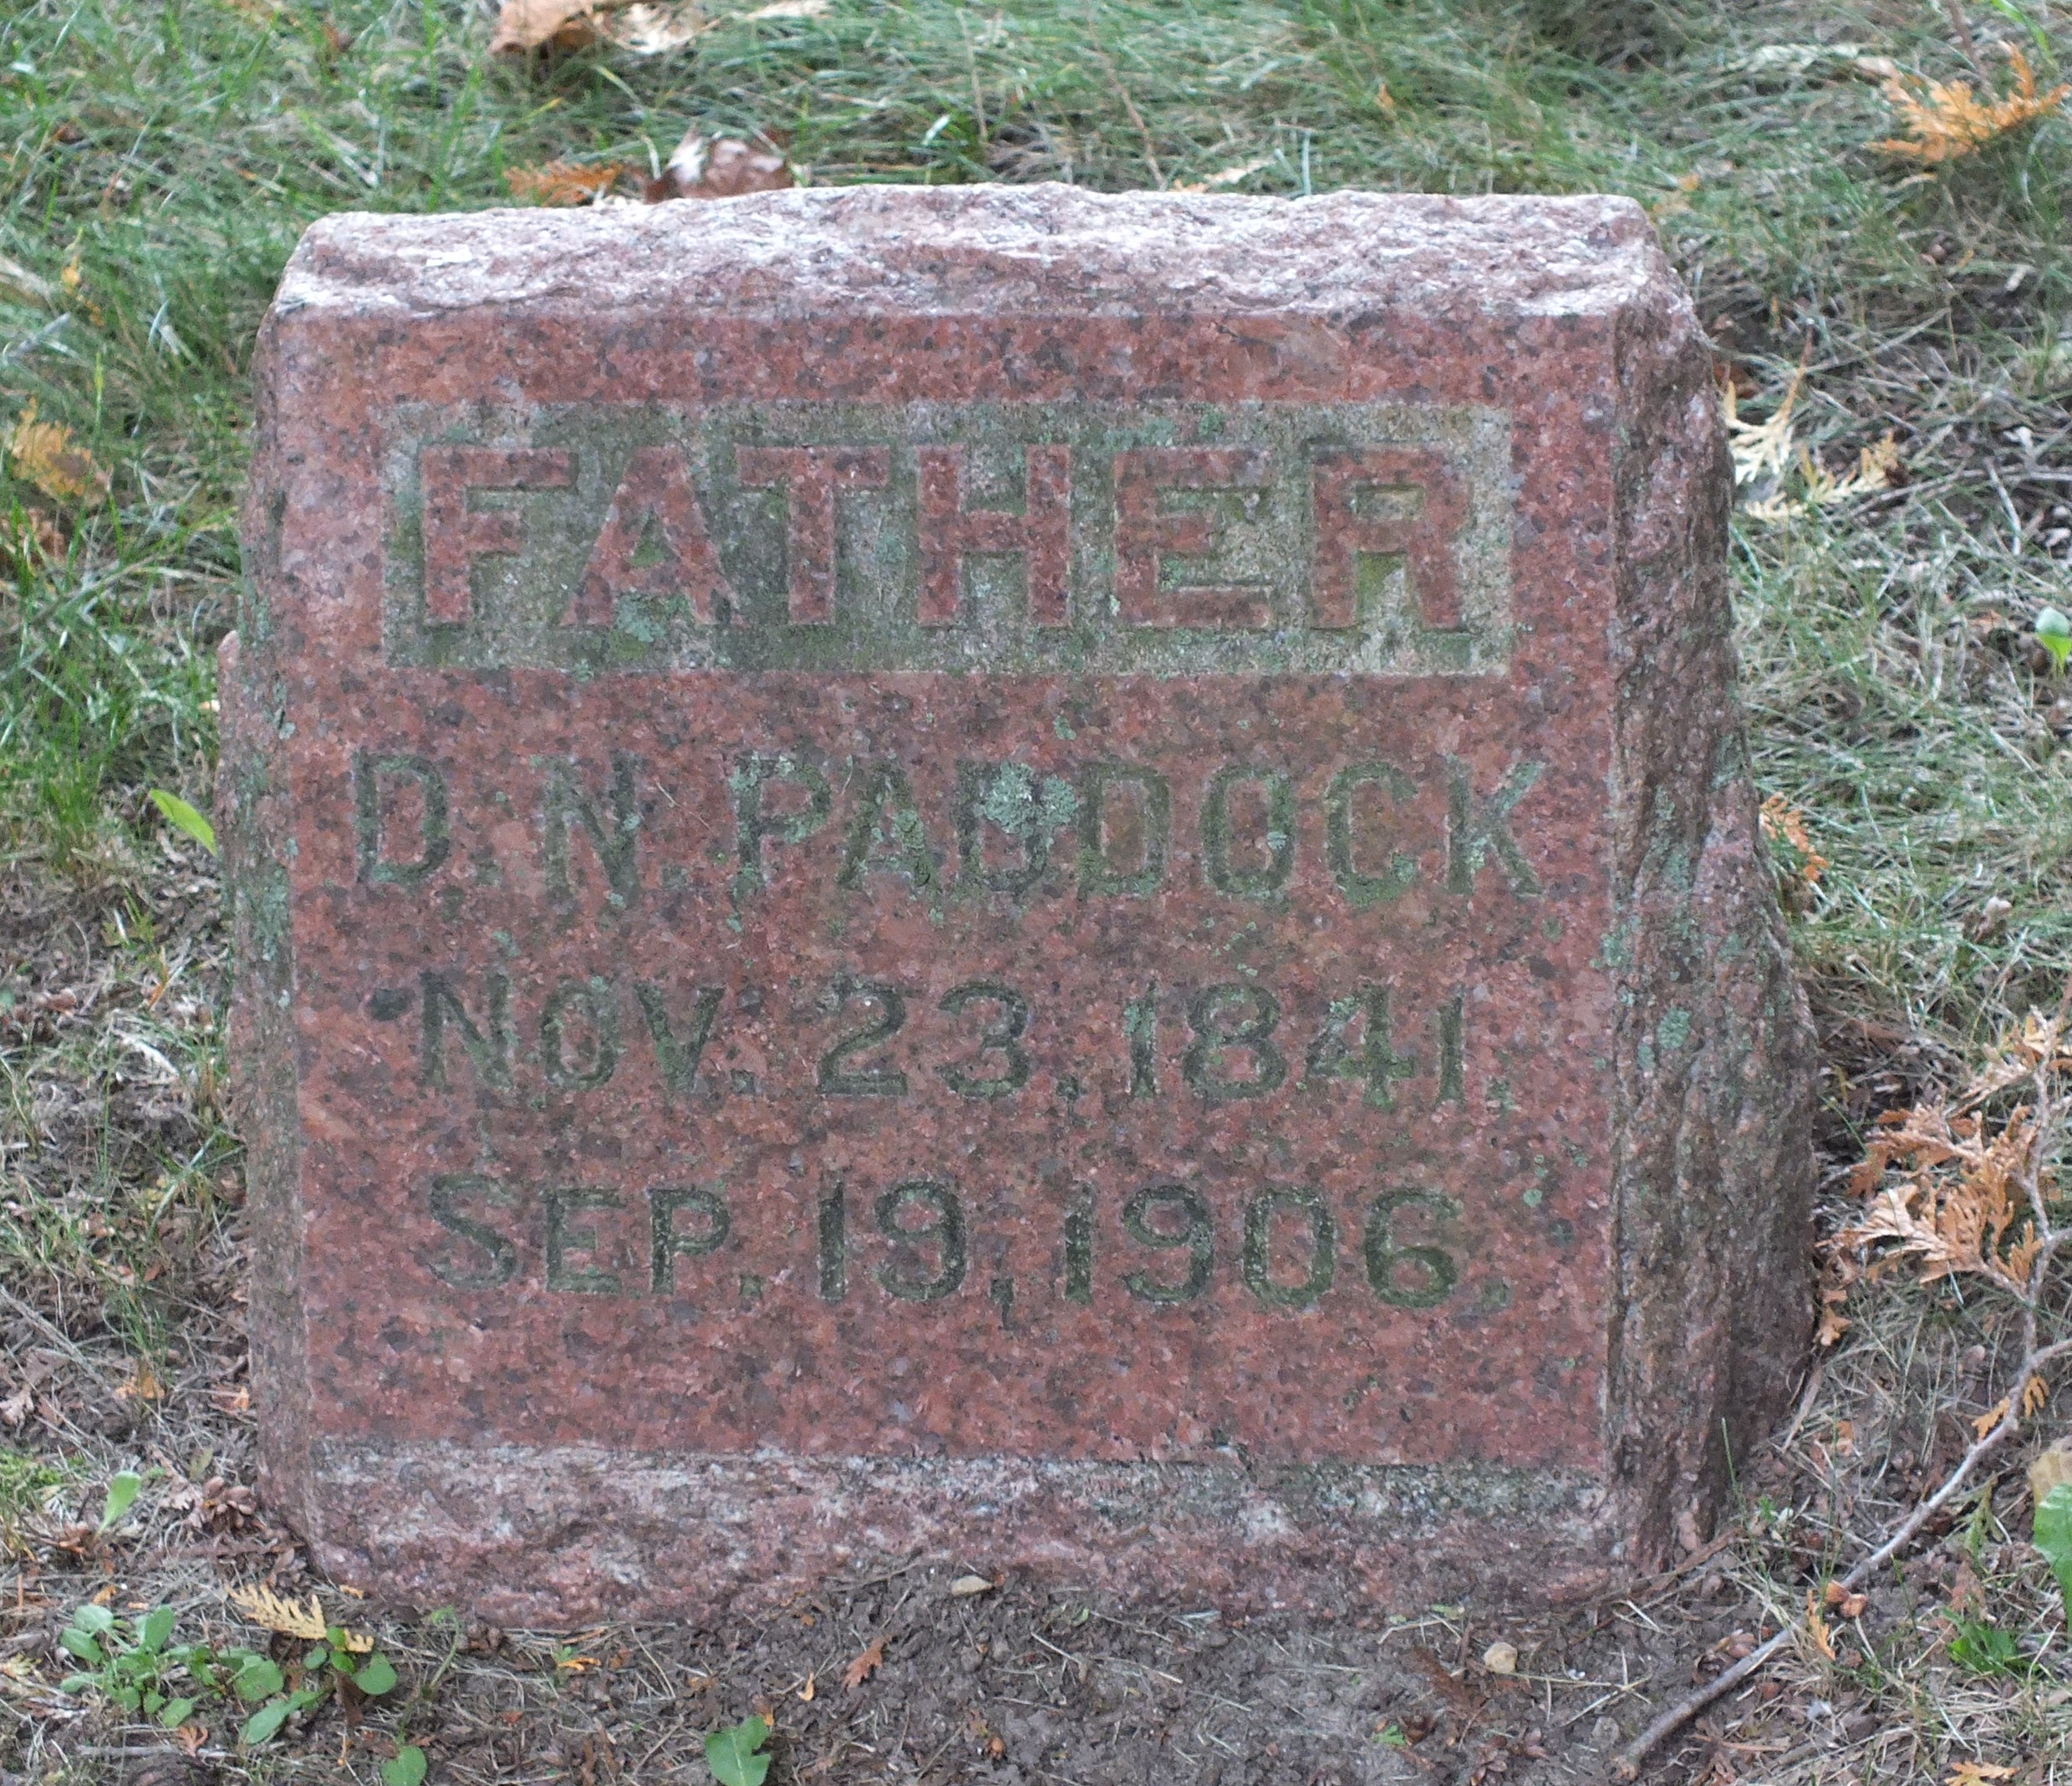 FATHER
D. N. PADDOCK
NOV. 23, 1841,
SEP. 19, 1906.